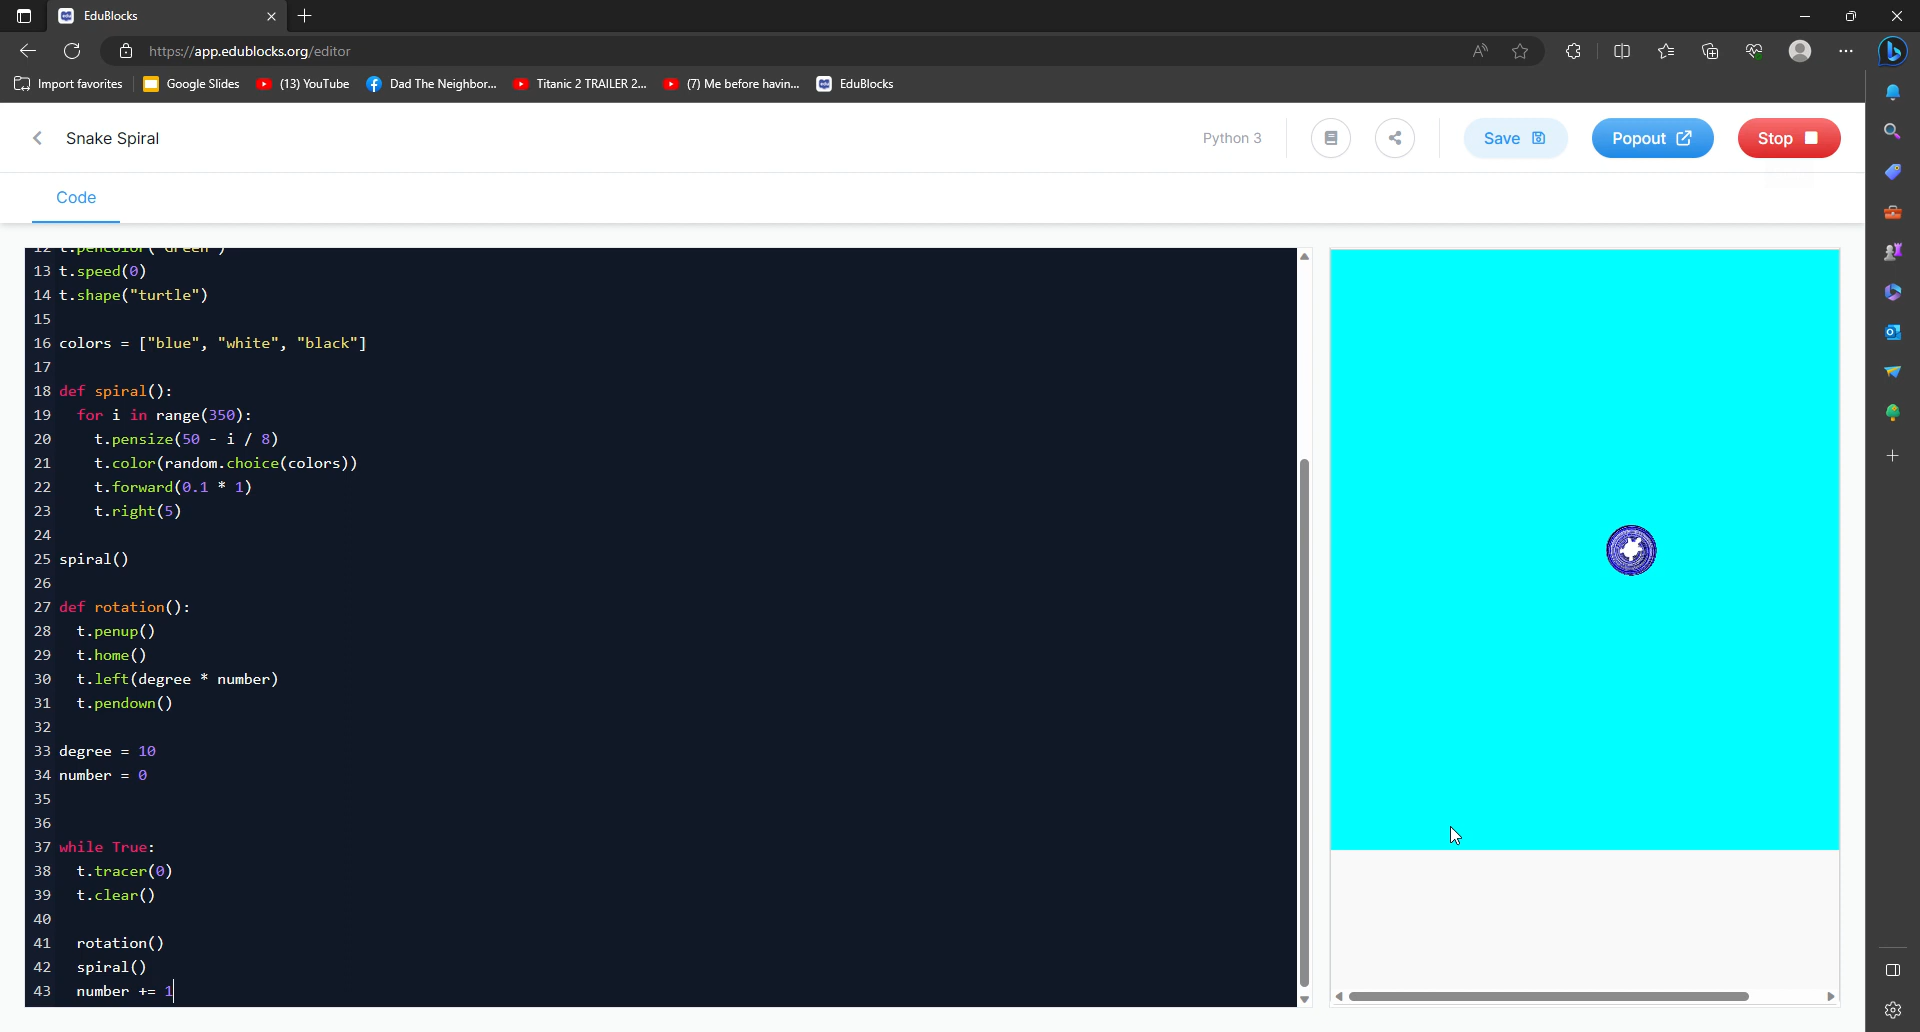 EduBlocks
https://app.edublocks.org/editor
Import favorites
Google Slides
(13) YouTube
Dad The Neighbor...
Titanic 2 TRAILER 2...
(7) Me before havin...
EduBlocks
Snake Spiral
Python 3
Save
Popout
Stop
Code
12 t.pencolor("Green")
13 t.speed(0)
14 t.shape("turtle")
15
16 colors = ["blue", "white", "black"]
17
18 def spiral():
19 for i in range(350):
20 t.pensize(50 - i / 8)
21 t.color(random.choice(colors))
22 t.forward(0.1 * 1)
23 t.right(5)
24
25 spiral()
26
27 def rotation():
28 t.penup()
29 t.home()
30 t.left(degree * number)
31 t.pendown()
32
33 degree = 10
34 number = 0
35
36
37 while True:
38 t.tracer(0)
39 t.clear()
40
41 rotation()
42 spiral()
43 number += 1